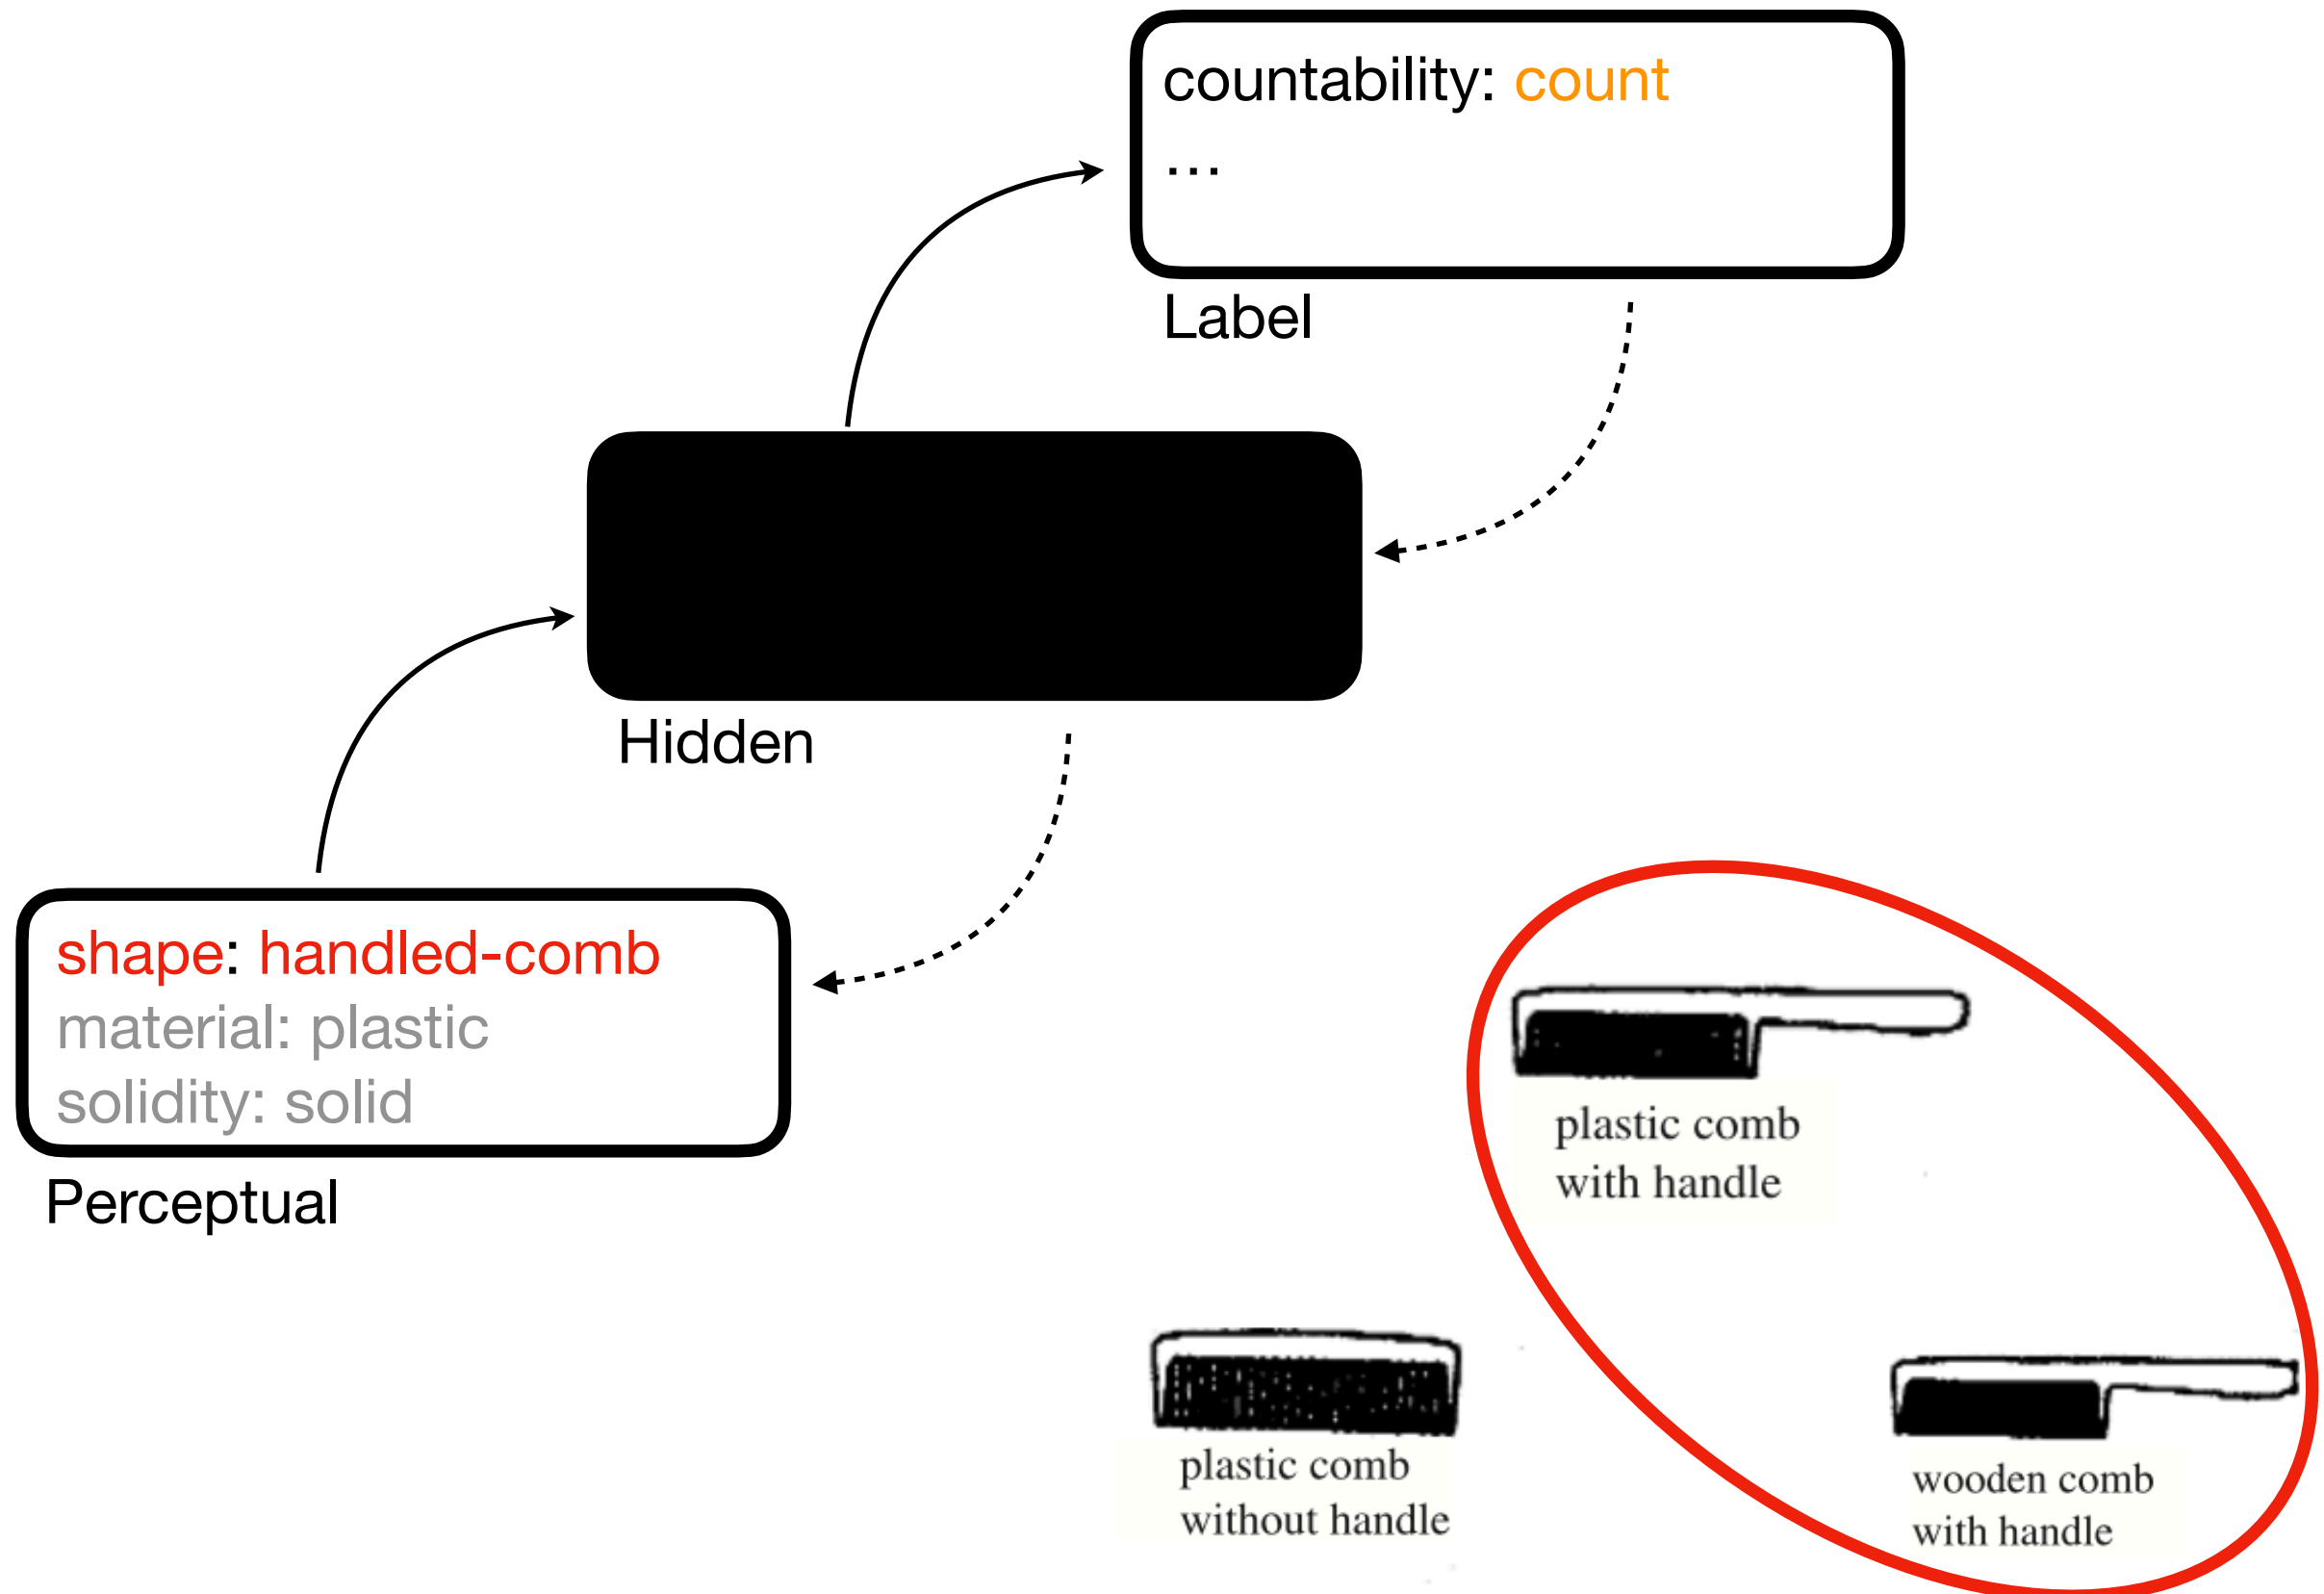 countability: count
...
Label
Hidden
shape: handled-comb
material: plastic
solidity: solid
Perceptual
plastic comb
with handle
plastic comb
without handle
wooden comb
with handle